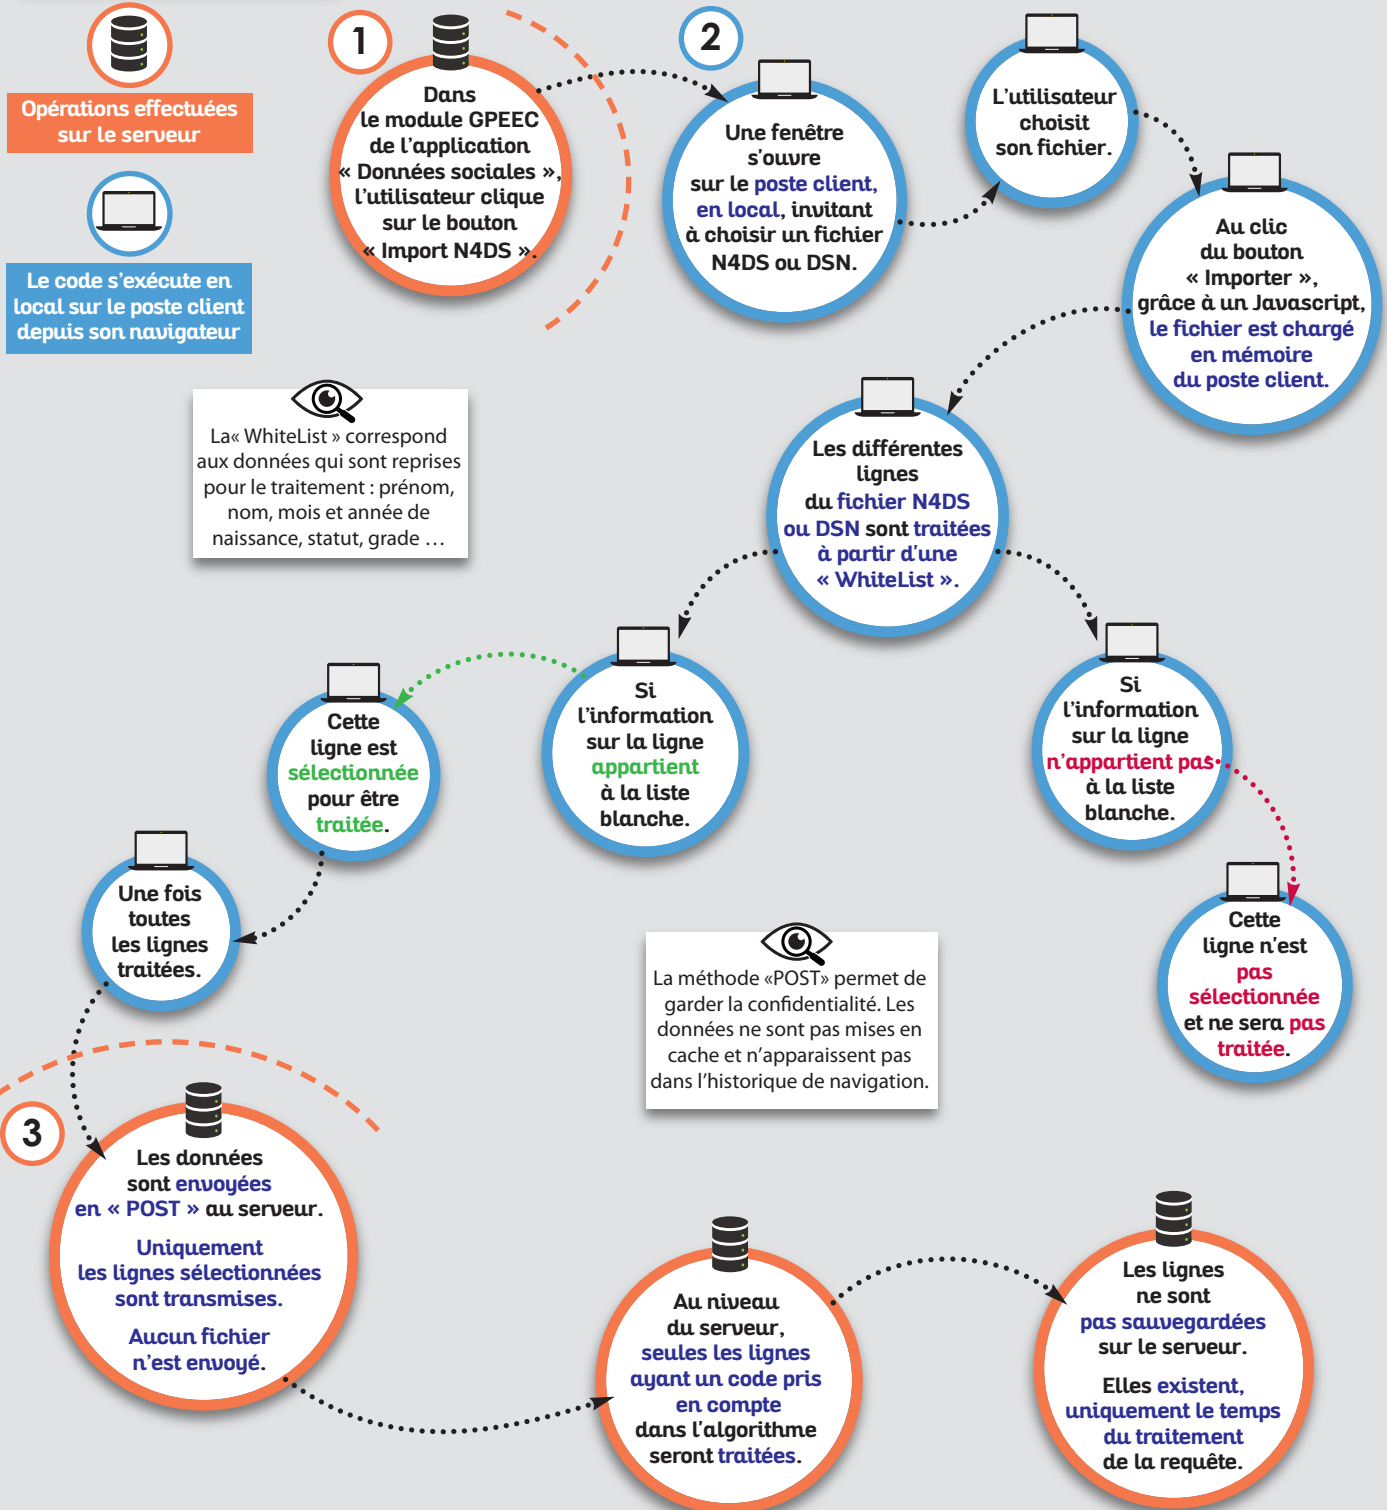 Opérations effectuées
sur le serveur
Le code s'exécute en
local sur le poste client
depuis son navigateur
1
Dans
le module GPEEC
de l'application
« Données sociales »,
l'utilisateur clique
sur le bouton
« Import N4DS ».
2
Une fenêtre
s'ouvre
sur le poste client,
en local, invitant
à choisir un fichier
N4DS ou DSN.
L'utilisateur
choisit
son fichier.
Au clic
du bouton
« Importer »,
grâce à un Javascript,
le fichier est chargé
en mémoire
du poste client.
La« WhiteList » correspond
aux données qui sont reprises
pour le traitement : prénom,
nom, mois et année de
naissance, statut, grade …
Les différentes
lignes
du fichier N4DS
ou DSN sont traitées
à partir d'une
« WhiteList ».
Si
l'information
sur la ligne
appartient
à la liste
blanche.
Cette
ligne est
sélectionnée
pour être
traitée.
Si
l'information
sur la ligne
n'appartient pas
à la liste
blanche.
Cette
ligne n'est
pas
sélectionnée
et ne sera pas
traitée.
Une fois
toutes
les lignes
traitées.
La méthode «POST» permet de
garder la confidentialité. Les
données ne sont pas mises en
cache et n'apparaissent pas
dans l'historique de navigation.
3
Les données
sont envoyées
en « POST » au serveur.
Uniquement
les lignes sélectionnées
sont transmises.
Aucun fichier
n'est envoyé.
Au niveau
du serveur,
seules les lignes
ayant un code pris
en compte
dans l'algorithme
seront traitées.
Les lignes
ne sont
pas sauvegardées
sur le serveur.
Elles existent,
uniquement le temps
du traitement
de la requête.